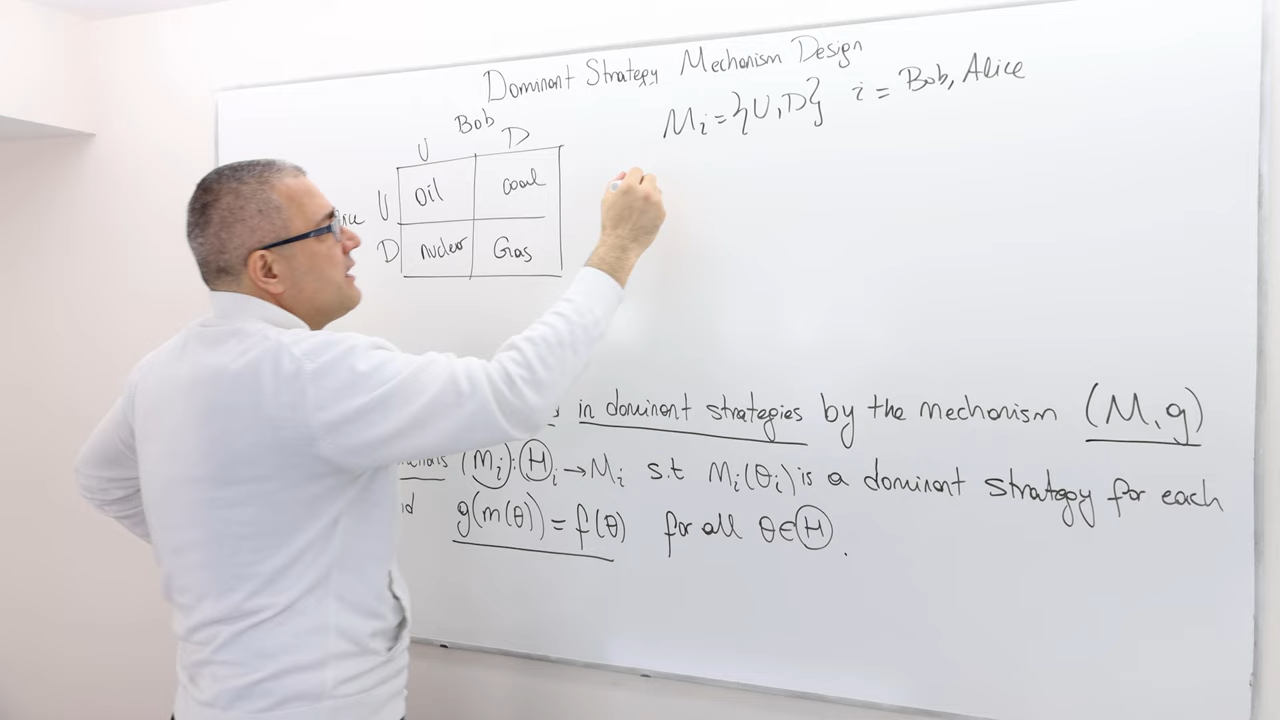 Dominant Strategy Mechanism Design
Bob
Mi = {U, D} i = Bob, Alice
U D
U oil coal
D nuclear Gas
in dominant strategies by the mechanism (M, g)
(Mi): Θi → Mi s.t Mi(θi) is a dominant strategy for each
g(m(θ)) = f(θ) for all θ ∈ Θ.